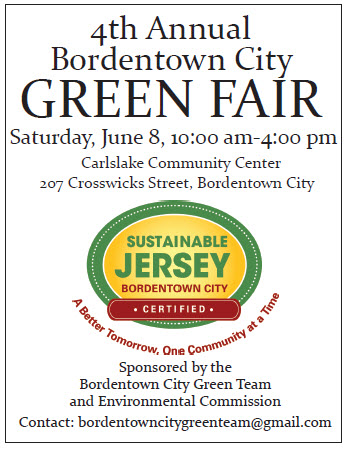 4th Annual
Bordentown City
GREEN FAIR
Saturday, June 8, 10:00 am-4:00 pm
Carlslake Community Center
207 Crosswicks Street, Bordentown City
SUSTAINABLE
JERSEY
BORDENTOWN CITY
• CERTIFIED •
A Better Tomorrow, One Community at a Time
Sponsored by the
Bordentown City Green Team
and Environmental Commission
Contact: bordentowncitygreenteam@gmail.com